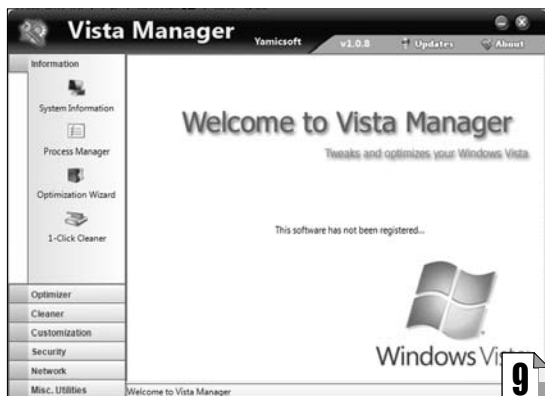 Vista Manager
Yamicsoft
v1.0.8
Updates
About
Information
System Information
Process Manager
Optimization Wizard
1-Click Cleaner
Optimizer
Cleaner
Customization
Security
Network
Misc. Utilities
Welcome to Vista Manager
Tweaks and optimizes your Windows Vista
This software has not been registered...
Windows Vis
9
Welcome to Vista Manager